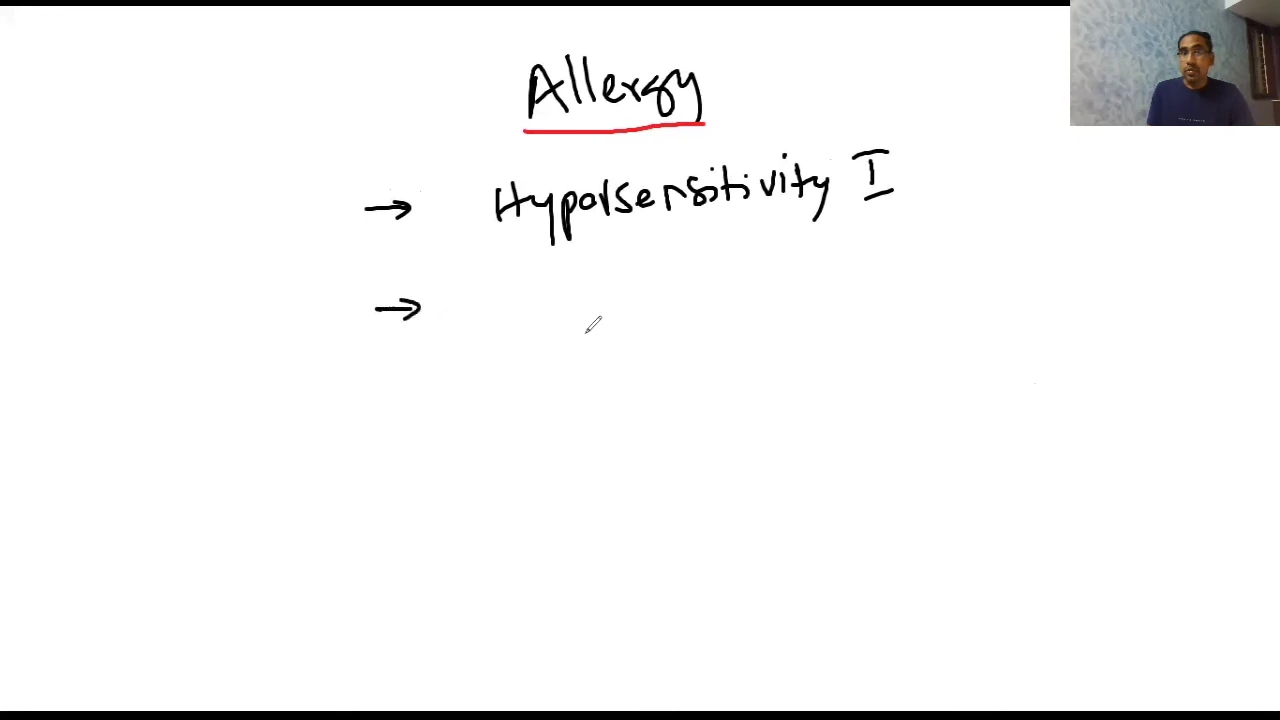 Allergy
→ Hypersensitivity I
→